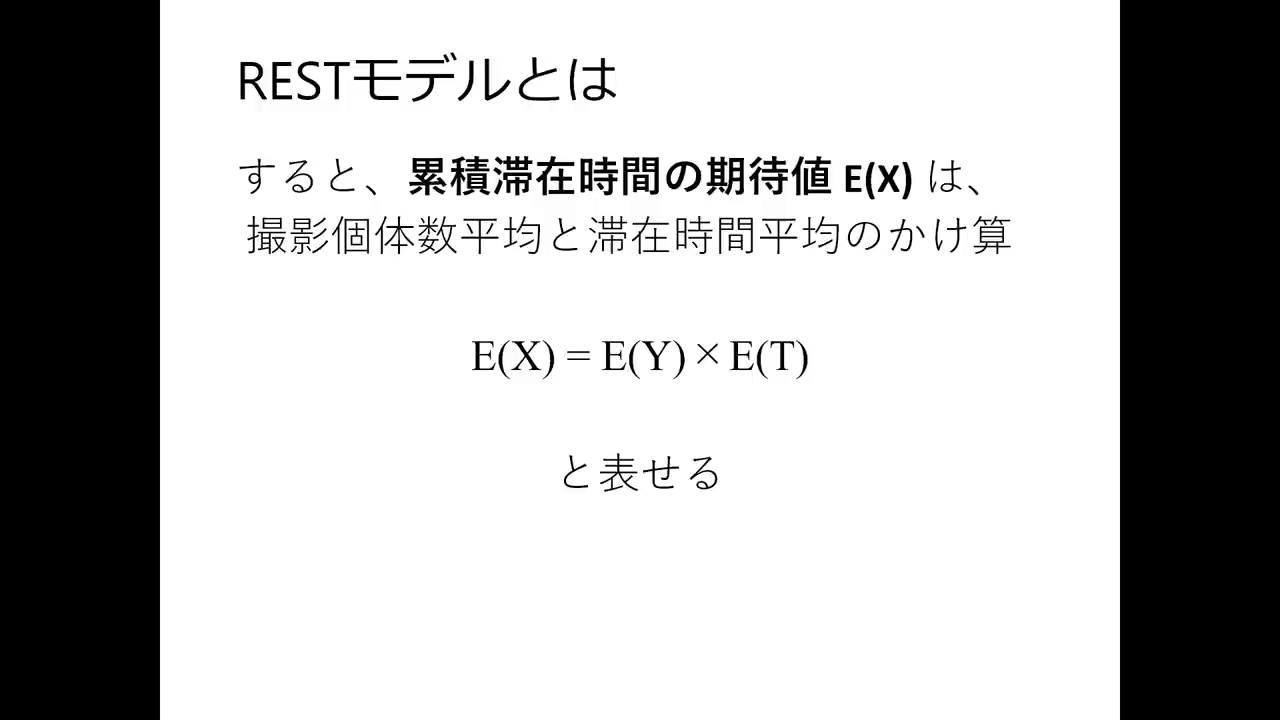 RESTモデルとは
すると、累積滞在時間の期待値 E(X) は、
撮影個体数平均と滞在時間平均のかけ算
E(X) = E(Y) × E(T)
と表せる